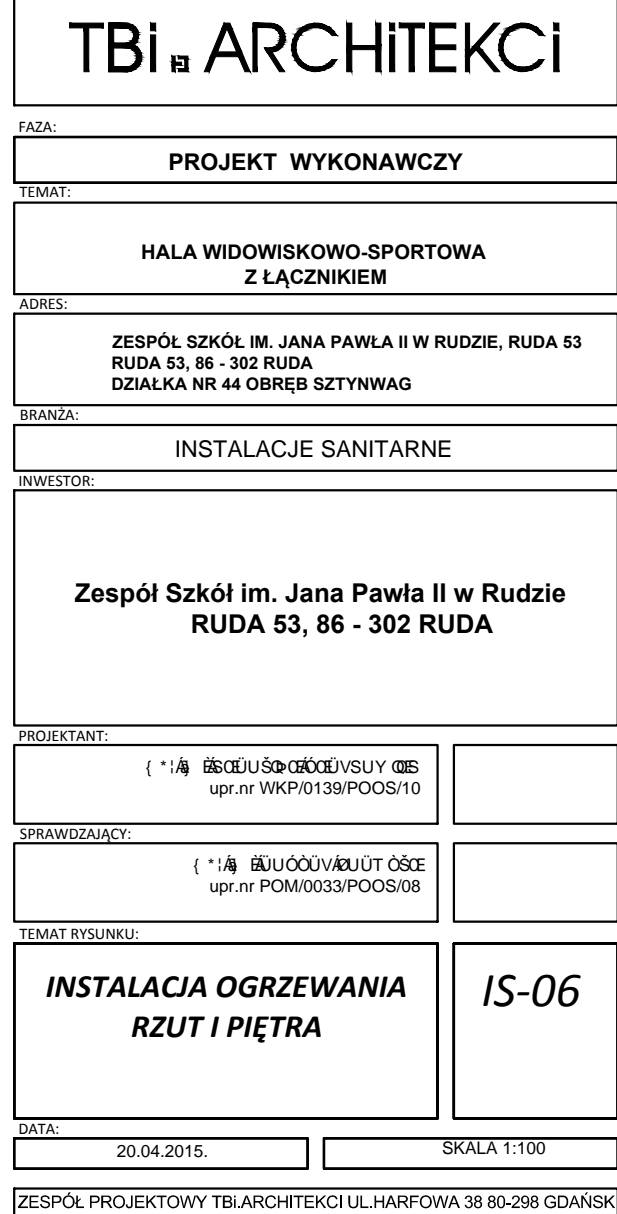 TBi ARCHiTEKCi
FAZA:
PROJEKT WYKONAWCZY
TEMAT:
HALA WIDOWISKOWO-SPORTOWA
Z ŁĄCZNIKIEM
ADRES:
ZESPÓŁ SZKÓŁ IM. JANA PAWŁA II W RUDZIE, RUDA 53
RUDA 53, 86 - 302 RUDA
DZIAŁKA NR 44 OBRĘB SZTYNWAG
BRANŻA:
INSTALACJE SANITARNE
INWESTOR:
Zespół Szkół im. Jana Pawła II w Rudzie
RUDA 53, 86 - 302 RUDA
PROJEKTANT:
upr.nr WKP/0139/POOS/10
SPRAWDZAJĄCY:
upr.nr POM/0033/POOS/08
TEMAT RYSUNKU:
INSTALACJA OGRZEWANIA
RZUT I PIĘTRA
IS-06
DATA:
20.04.2015.
SKALA 1:100
ZESPÓŁ PROJEKTOWY TBi.ARCHITEKCI UL.HARFOWA 38 80-298 GDAŃSK